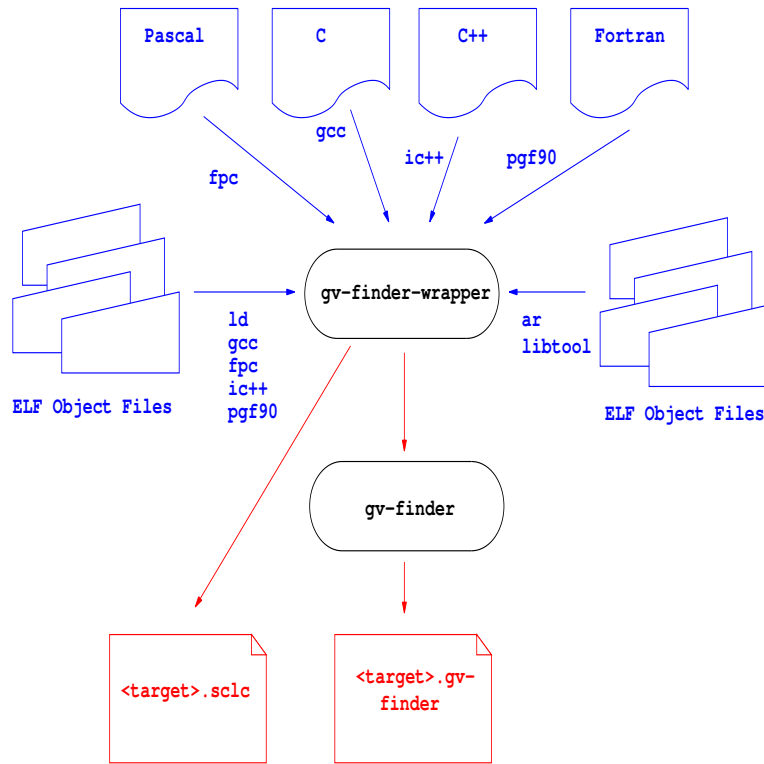 Pascal
C
C++
Fortran
gcc
ic++
pgf90
fpc
gv-finder-wrapper
ld
gcc
fpc
ic++
pgf90
ar
libtool
ELF Object Files
ELF Object Files
gv-finder
<target>.sclc
<target>.gv-
finder